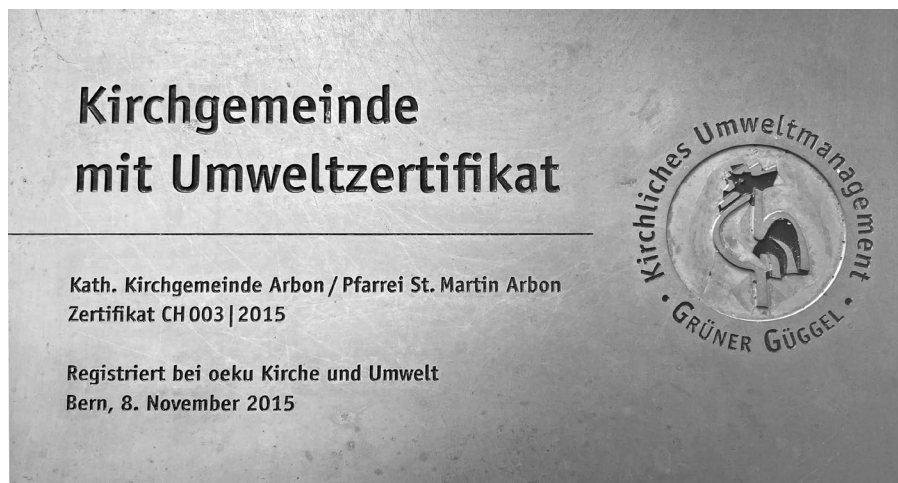 Kirchgemeinde
mit Umweltzertifikat
Kath. Kirchgemeinde Arbon / Pfarrei St. Martin Arbon
Zertifikat CH 003 | 2015
Registriert bei oeku Kirche und Umwelt
Bern, 8. November 2015
Kirchliches Umweltmanagement
• GRÜNER GÜGGEL •